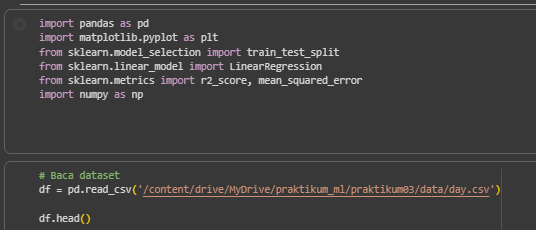 import pandas as pd
import matplotlib.pyplot as plt
from sklearn.model_selection import train_test_split
from sklearn.linear_model import LinearRegression
from sklearn.metrics import r2_score, mean_squared_error
import numpy as np
# Baca dataset
df = pd.read_csv('/content/drive/MyDrive/praktikum_ml/praktikum03/data/day.csv')
df.head()